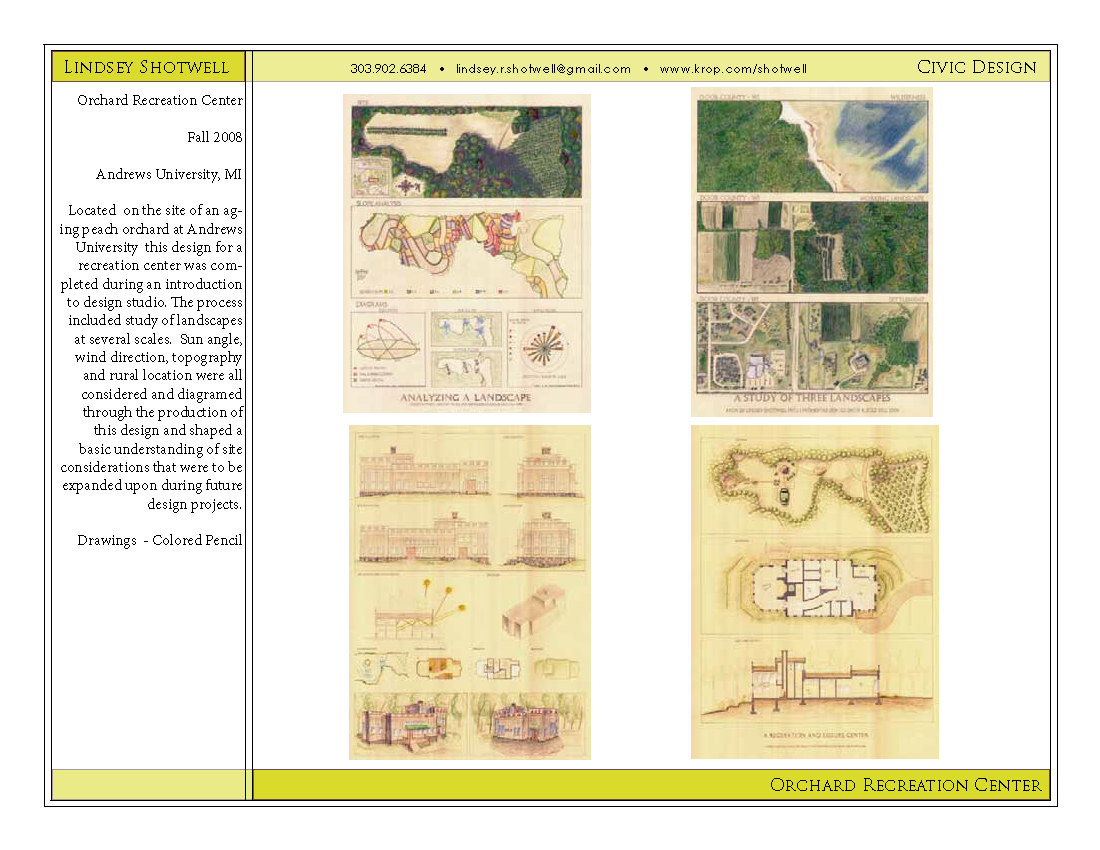 LINDSEY SHOTWELL
303.902.6384 • lindsey.r.shotwell@gmail.com • www.krop.com/shotwell
CIVIC DESIGN
Orchard Recreation Center
Fall 2008
Andrews University, MI
Located on the site of an ag-
ing peach orchard at Andrews
University this design for a
recreation center was com-
pleted during an introduction
to design studio. The process
included study of landscapes
at several scales. Sun angle,
wind direction, topography
and rural location were all
considered and diagramed
through the production of
this design and shaped a
basic understanding of site
considerations that were to be
expanded upon during future
design projects.
Drawings - Colored Pencil
SLOPE ANALYSIS
DIAGRAMS
ANALYZING A LANDSCAPE
DOOR COUNTY - WI
WILDERNESS
DOOR COUNTY - WI
WORKING LANDSCAPE
DOOR COUNTY - WI
SETTLEMENT
A STUDY OF THREE LANDSCAPES
A RECREATION AND LEISURE CENTER
ORCHARD RECREATION CENTER